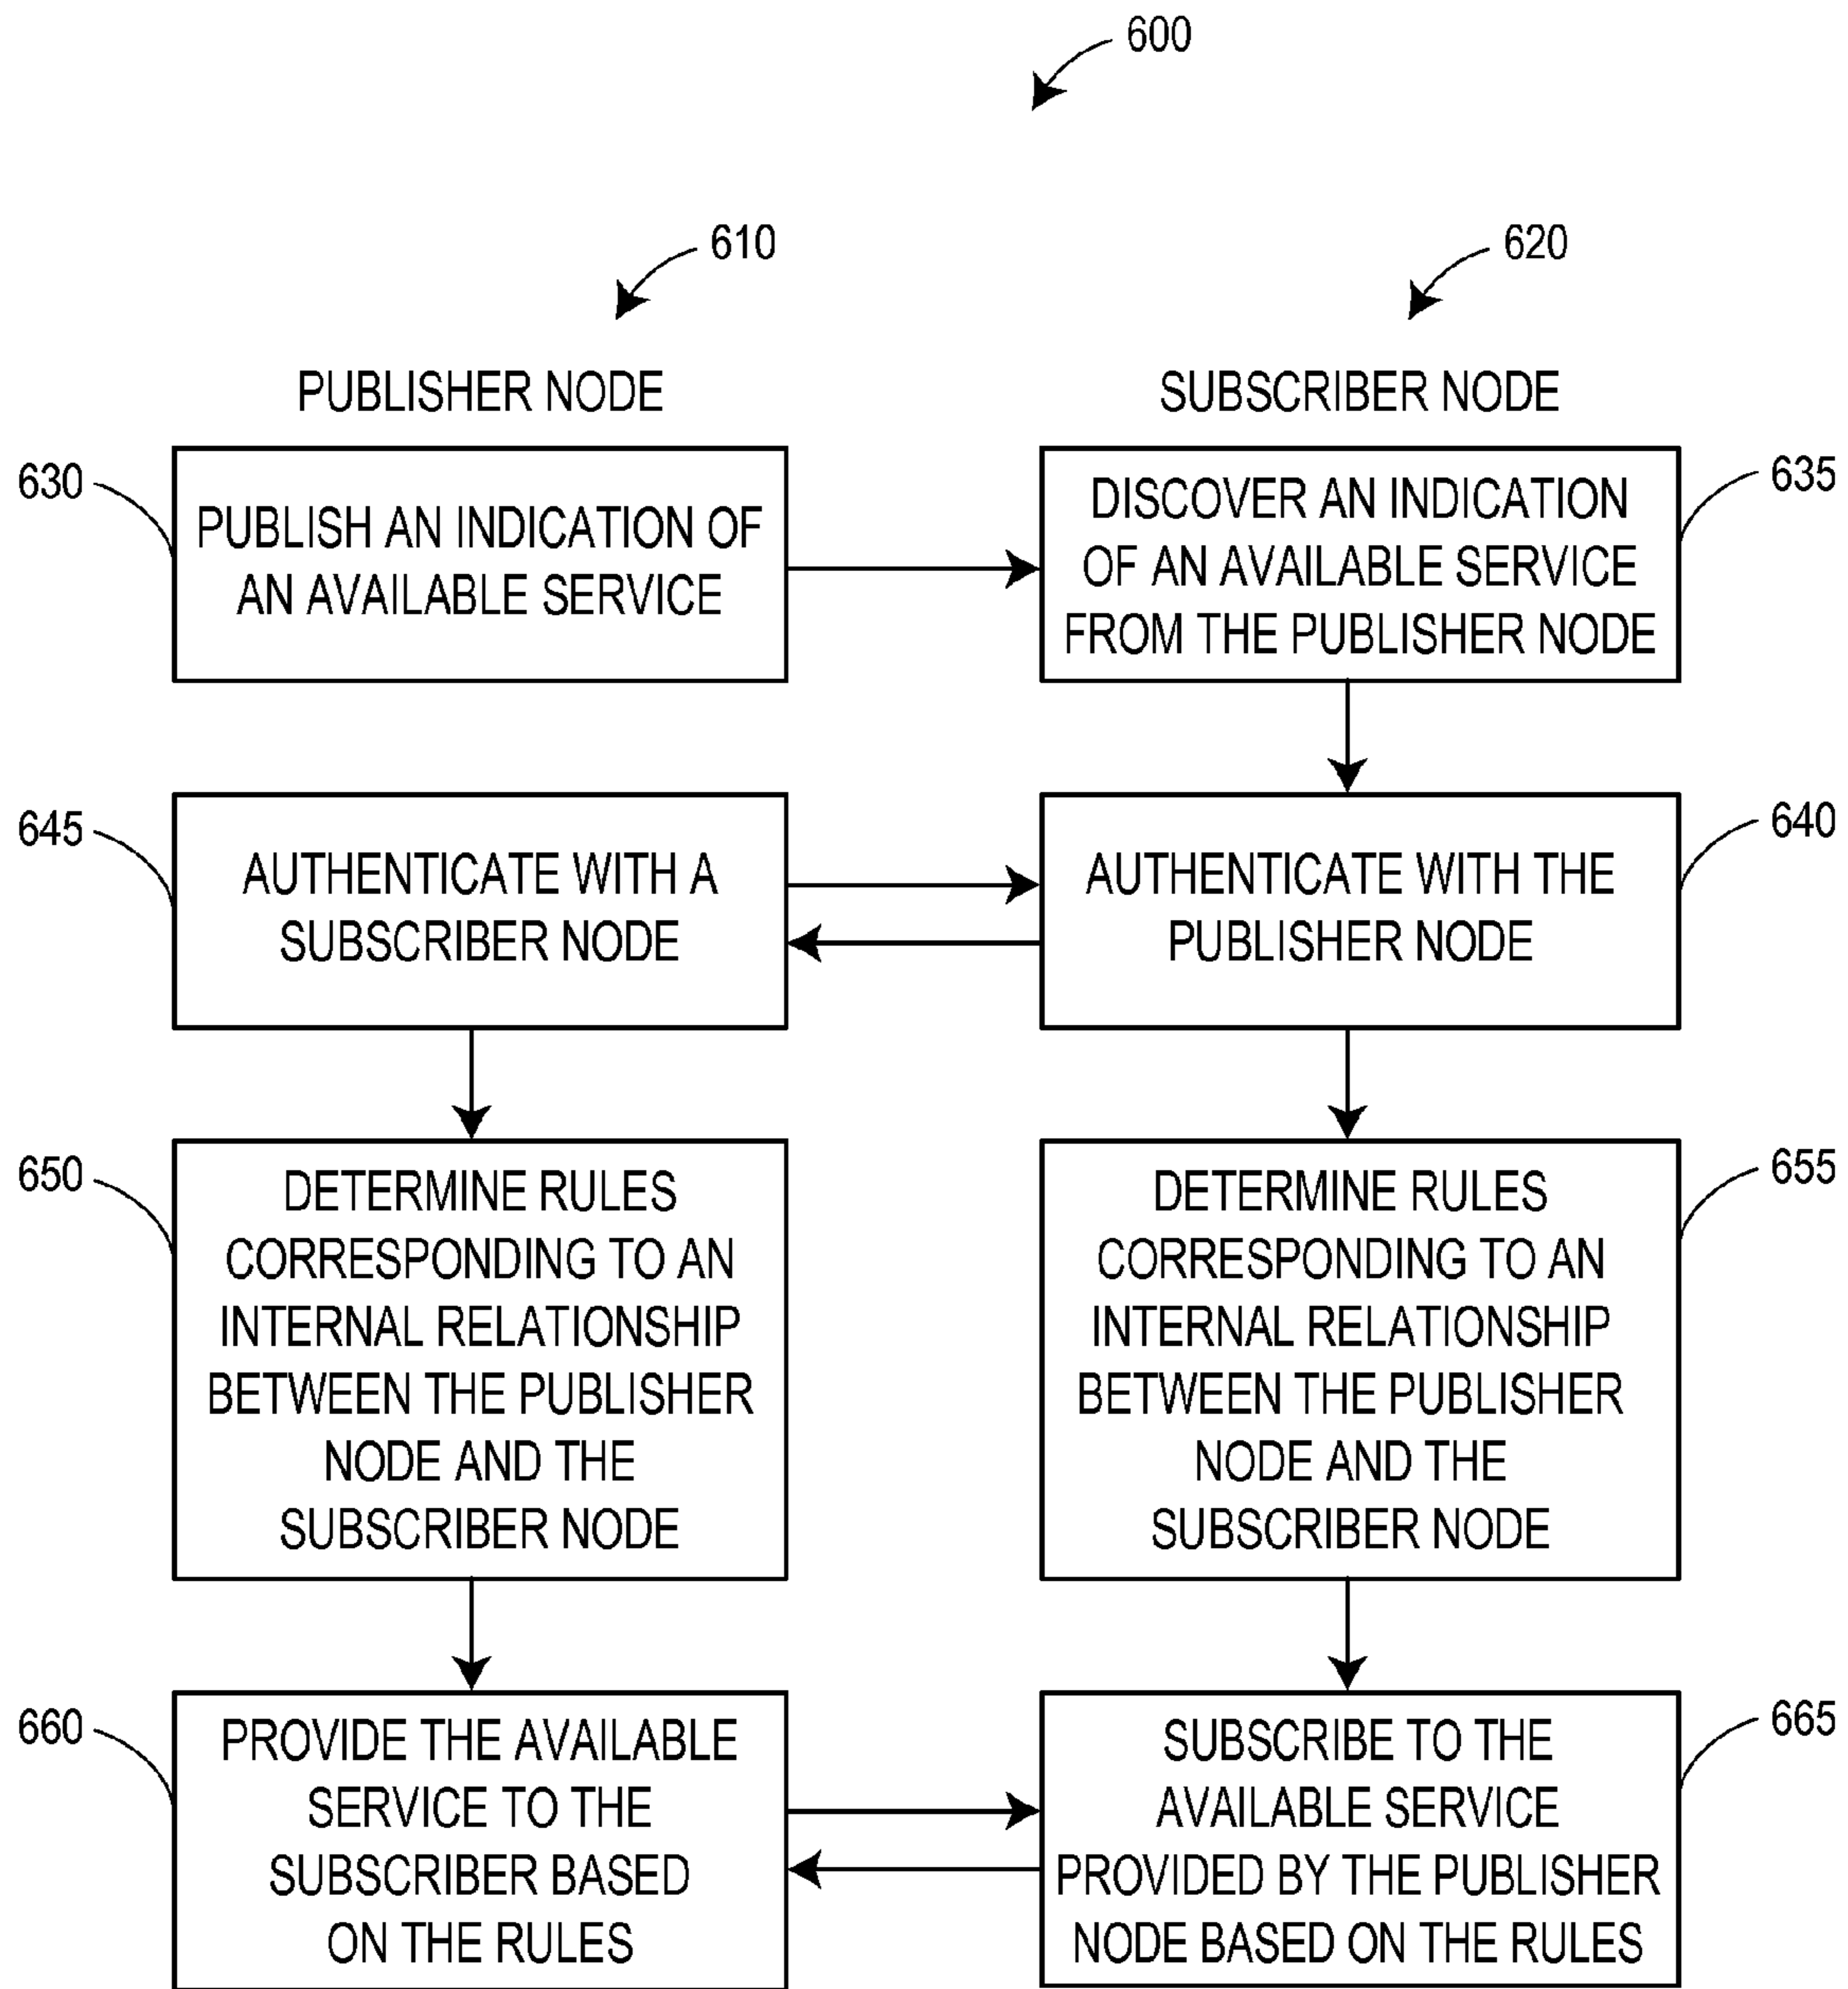 600
610
620
PUBLISHER NODE
SUBSCRIBER NODE
630
PUBLISH AN INDICATION OF
AN AVAILABLE SERVICE
635
DISCOVER AN INDICATION
OF AN AVAILABLE SERVICE
FROM THE PUBLISHER NODE
645
AUTHENTICATE WITH A
SUBSCRIBER NODE
640
AUTHENTICATE WITH THE
PUBLISHER NODE
650
DETERMINE RULES
CORRESPONDING TO AN
INTERNAL RELATIONSHIP
BETWEEN THE PUBLISHER
NODE AND THE
SUBSCRIBER NODE
655
DETERMINE RULES
CORRESPONDING TO AN
INTERNAL RELATIONSHIP
BETWEEN THE PUBLISHER
NODE AND THE
SUBSCRIBER NODE
660
PROVIDE THE AVAILABLE
SERVICE TO THE
SUBSCRIBER BASED
ON THE RULES
665
SUBSCRIBE TO THE
AVAILABLE SERVICE
PROVIDED BY THE PUBLISHER
NODE BASED ON THE RULES